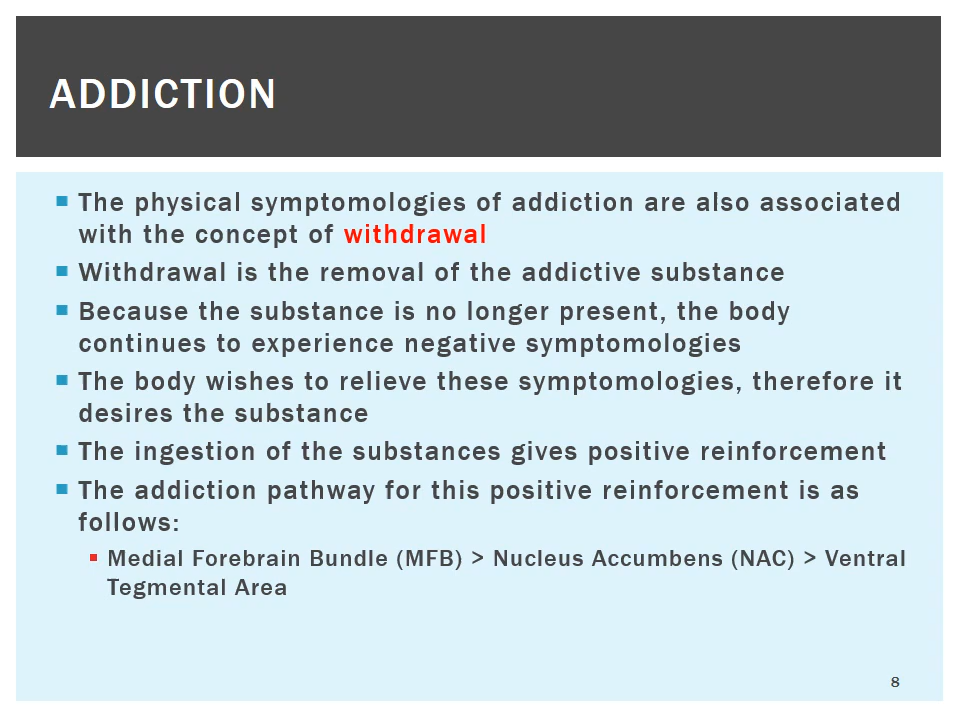 ADDICTION
The physical symptomologies of addiction are also associated
with the concept of withdrawal
Withdrawal is the removal of the addictive substance
Because the substance is no longer present, the body
continues to experience negative symptomologies
The body wishes to relieve these symptomologies, therefore it
desires the substance
The ingestion of the substances gives positive reinforcement
The addiction pathway for this positive reinforcement is as
follows:
Medial Forebrain Bundle (MFB) > Nucleus Accumbens (NAC) > Ventral
Tegmental Area
8